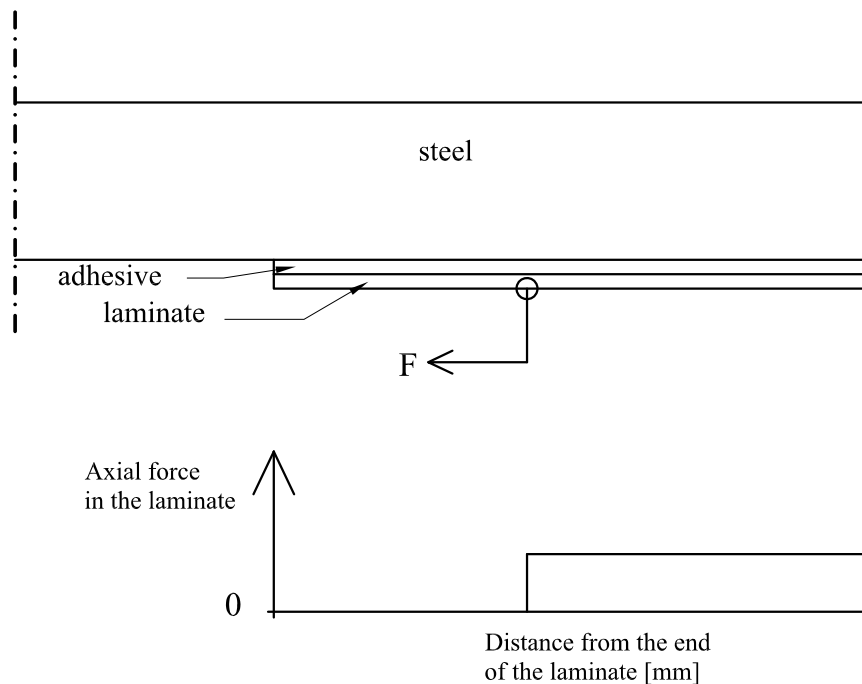 steel
adhesive
laminate
F
Axial force
in the laminate
0
Distance from the end
of the laminate [mm]